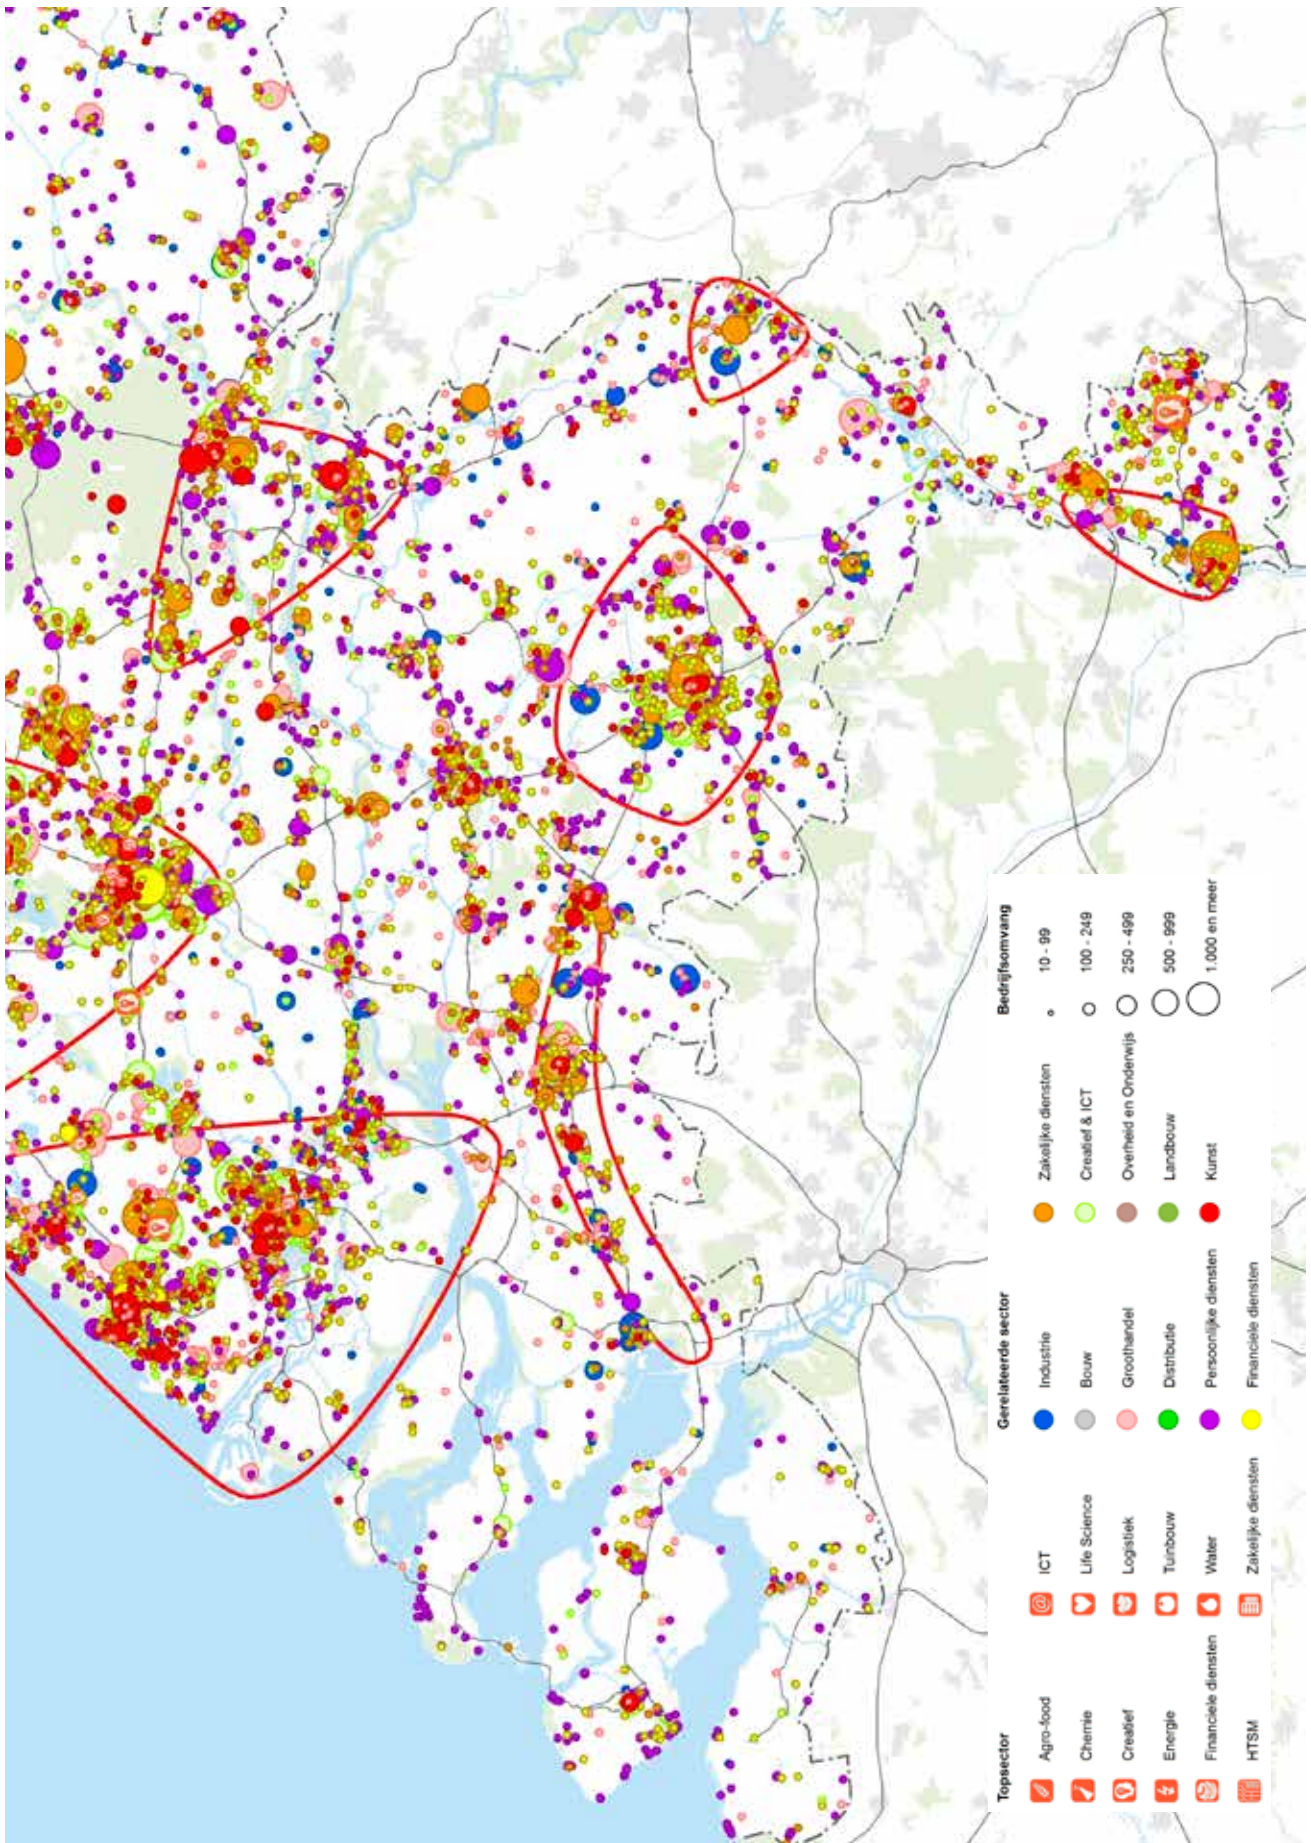 Topsector
Agro-food
Chemie
Creatief
Energie
Financiele diensten
HTSM
ICT
Life Science
Logistiek
Tuinbouw
Water
Zakelijke diensten
Gerelateerde sector
Industrie
Bouw
Groothandel
Distributie
Persoonlijke diensten
Financiele diensten
Zakelijke diensten
Creatief & ICT
Overheid en Onderwijs
Landbouw
Kunst
Bedrijfsomvang
10 - 99
100 - 249
250 - 499
500 - 999
1.000 en meer